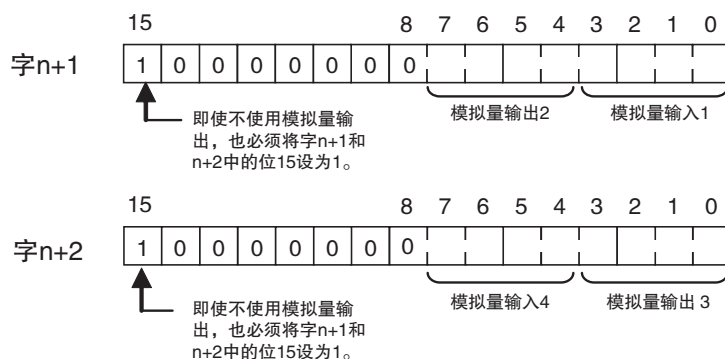 15 8 7 6 5 4 3 2 1 0
字n+1 1 0 0 0 0 0 0 0
模拟量输出2 模拟量输入1
即使不使用模拟量输
出，也必须将字n+1和
n+2中的位15设为1。
15 8 7 6 5 4 3 2 1 0
字n+2 1 0 0 0 0 0 0 0
模拟量输入4 模拟量输出 3
即使不使用模拟量输
出，也必须将字n+1和
n+2中的位15设为1。